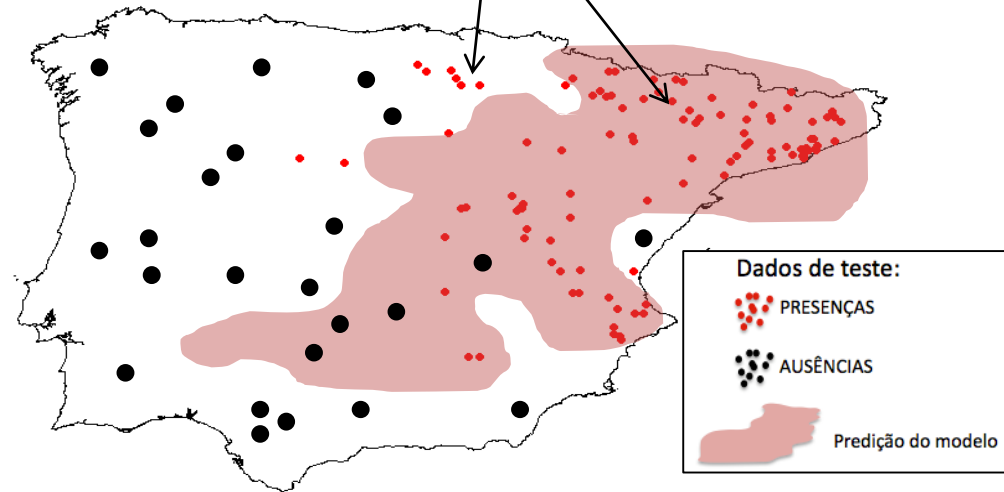 Dados de teste:
PRESENÇAS
AUSÊNCIAS
Predição do modelo